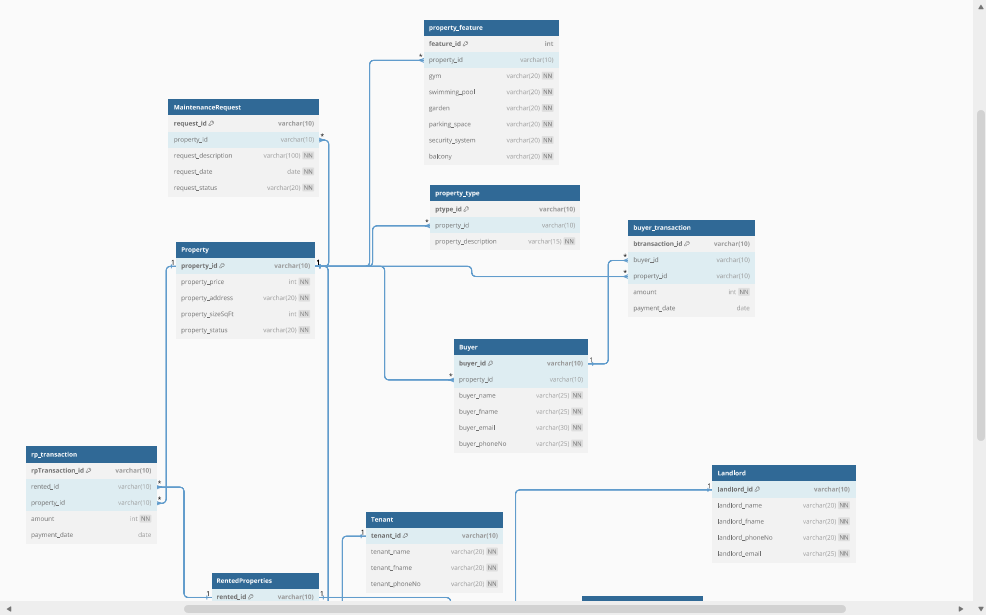 property_feature
feature_id int
property_id varchar(10)
gym varchar(20) NN
swimming_pool varchar(20) NN
garden varchar(20) NN
parking_space varchar(20) NN
security_system varchar(20) NN
balcony varchar(20) NN
*
MaintenanceRequest
request_id varchar(10)
property_id varchar(10)
request_description varchar(100) NN
request_date date NN
request_status varchar(20) NN
*
property_type
ptype_id varchar(10)
property_id varchar(10)
property_description varchar(15) NN
*
buyer_transaction
btransaction_id varchar(10)
buyer_id varchar(10)
property_id varchar(10)
amount int NN
payment_date date
*
*
Property
property_id varchar(10) NN
property_price int NN
property_address varchar(20) NN
property_sizeSqFt int NN
property_status varchar(20) NN
1
1
Buyer
buyer_id varchar(10)
property_id varchar(10)
buyer_name varchar(25) NN
buyer_fname varchar(25) NN
buyer_email varchar(30) NN
buyer_phoneNo varchar(25) NN
*
1
rp_transaction
rpTransaction_id varchar(10)
rented_id varchar(10)
property_id varchar(10)
amount int NN
payment_date date
*
*
Landlord
landlord_id varchar(10)
landlord_name varchar(20) NN
landlord_fname varchar(20) NN
landlord_phoneNo varchar(20) NN
landlord_email varchar(25) NN
1
Tenant
tenant_id varchar(10)
tenant_name varchar(20) NN
tenant_fname varchar(20) NN
tenant_phoneNo varchar(20) NN
1
RentedProperties
rented_id varchar(10)
1
1